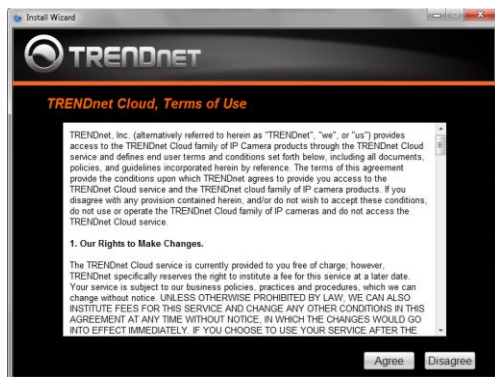 Install Wizard
TRENDNET
TRENDnet Cloud, Terms of Use
TRENDnet, Inc. (alternatively referred to herein as "TRENDnet", "we", or "us") provides
access to the TRENDnet Cloud family of IP Camera products through the TRENDnet Cloud
service and defines end user terms and conditions set forth below, including all documents,
policies, and guidelines incorporated herein by reference. The terms of this agreement
provide the conditions upon which TRENDnet agrees to provide you access to the
TRENDnet Cloud service and the TRENDnet cloud family of IP camera products. If you
disagree with any provision contained herein, and/or do not wish to accept these conditions,
do not use or operate the TRENDnet Cloud family of IP cameras and do not access the
TRENDnet Cloud service.
1. Our Rights to Make Changes.
The TRENDnet Cloud service is currently provided to you free of charge; however,
TRENDnet specifically reserves the right to institute a fee for this service at a later date.
Your service is subject to our business policies, practices and procedures, which we can
change without notice. UNLESS OTHERWISE PROHIBITED BY LAW, WE CAN ALSO
INSTITUTE FEES FOR THIS SERVICE AND CHANGE ANY OTHER CONDITIONS IN THIS
AGREEMENT AT ANY TIME WITHOUT NOTICE, IN WHICH THE CHANGES WOULD GO
INTO EFFECT IMMEDIATELY. IF YOU CHOOSE TO USE YOUR SERVICE AFTER THE
Agree Disagree